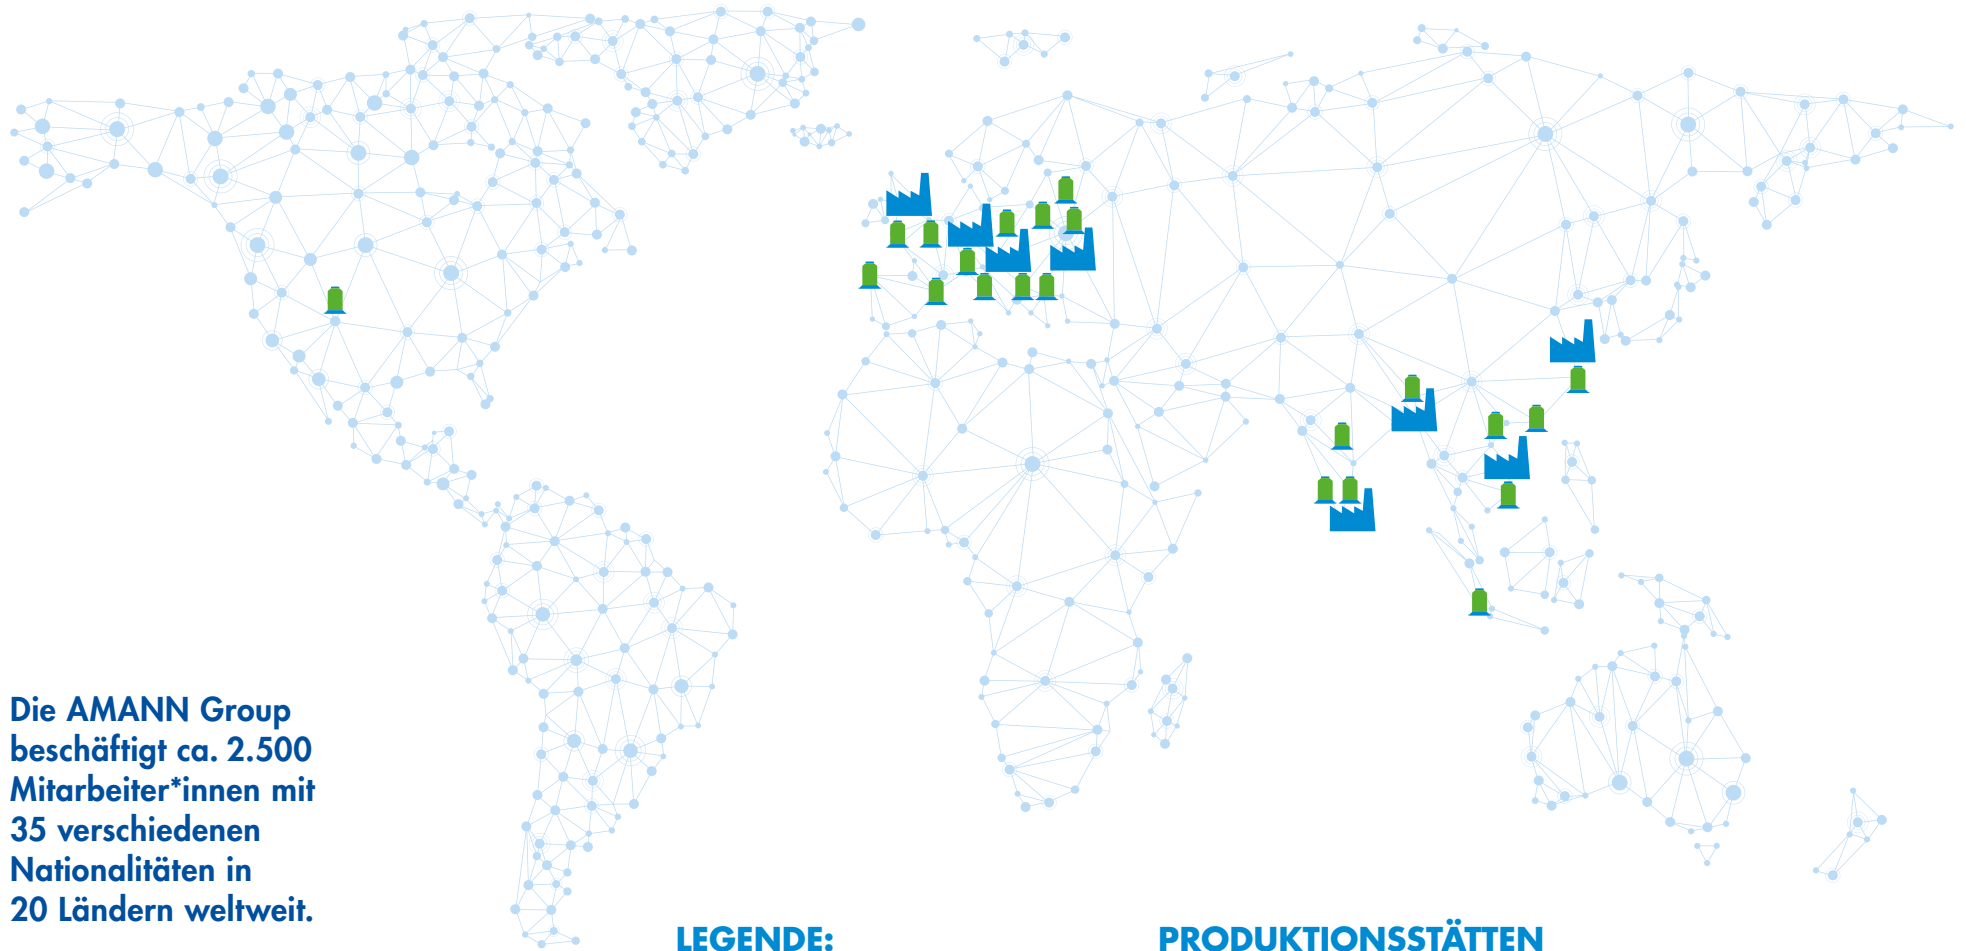 Die AMANN Group
beschäftigt ca. 2.500
Mitarbeiter*innen mit
35 verschiedenen
Nationalitäten in
20 Ländern weltweit.
LEGENDE:
PRODUKTIONSSTÄTTEN